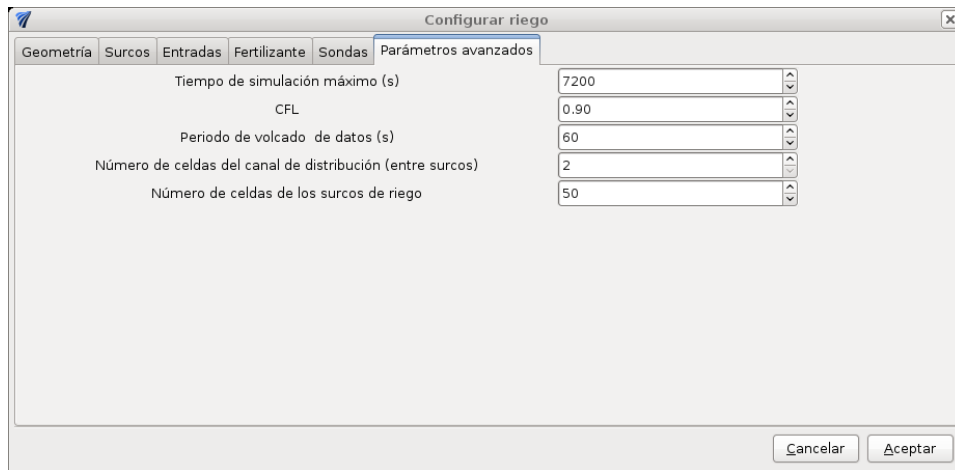 Configurar riego
Geometría Surcos Entradas Fertilizante Sondas Parámetros avanzados
Tiempo de simulación máximo (s) 7200
CFL 0.90
Periodo de volcado de datos (s) 60
Número de celdas del canal de distribución (entre surcos) 2
Número de celdas de los surcos de riego 50
Cancelar Aceptar